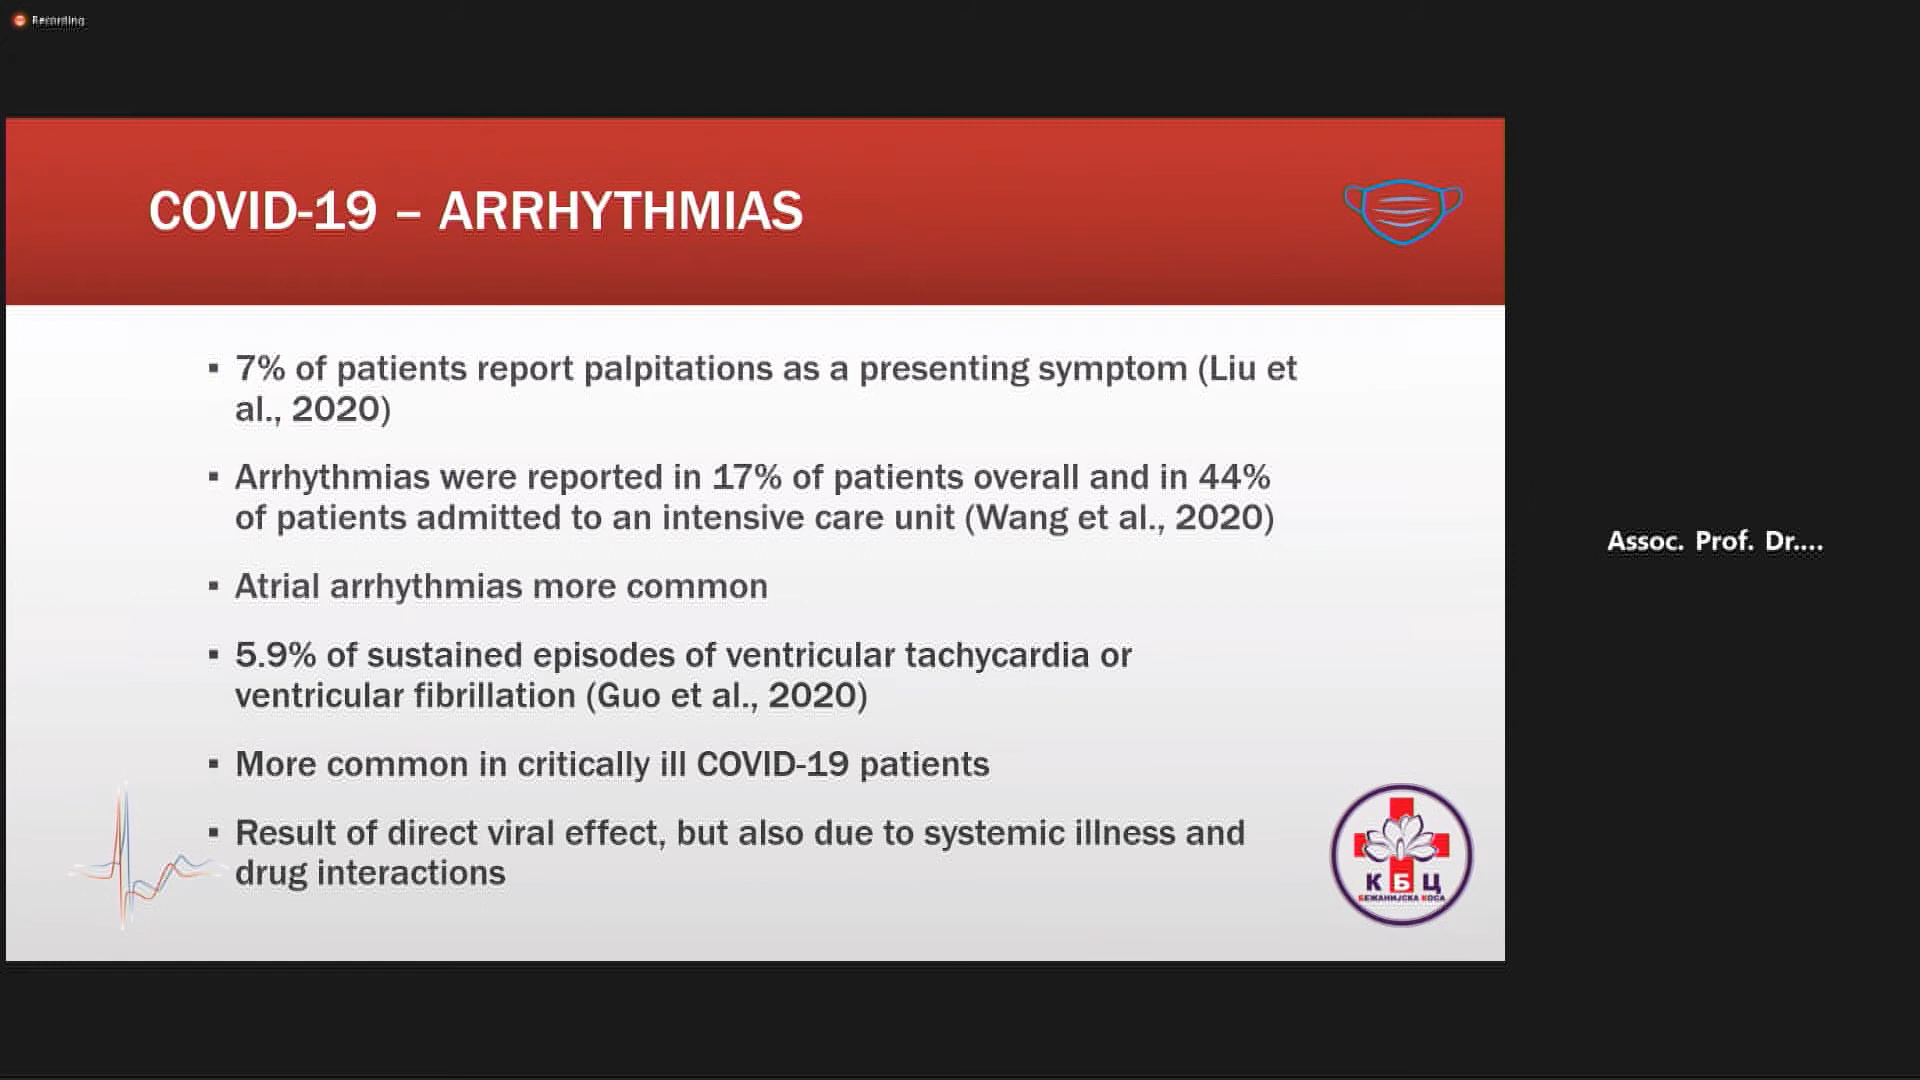 Recording
COVID-19 – ARRHYTHMIAS
▪ 7% of patients report palpitations as a presenting symptom (Liu et
al., 2020)
▪ Arrhythmias were reported in 17% of patients overall and in 44%
of patients admitted to an intensive care unit (Wang et al., 2020)
▪ Atrial arrhythmias more common
▪ 5.9% of sustained episodes of ventricular tachycardia or
ventricular fibrillation (Guo et al., 2020)
▪ More common in critically ill COVID-19 patients
▪ Result of direct viral effect, but also due to systemic illness and
drug interactions
К Б Ц
БЕЖАНИЈСКА КОСА
Assoc. Prof. Dr....